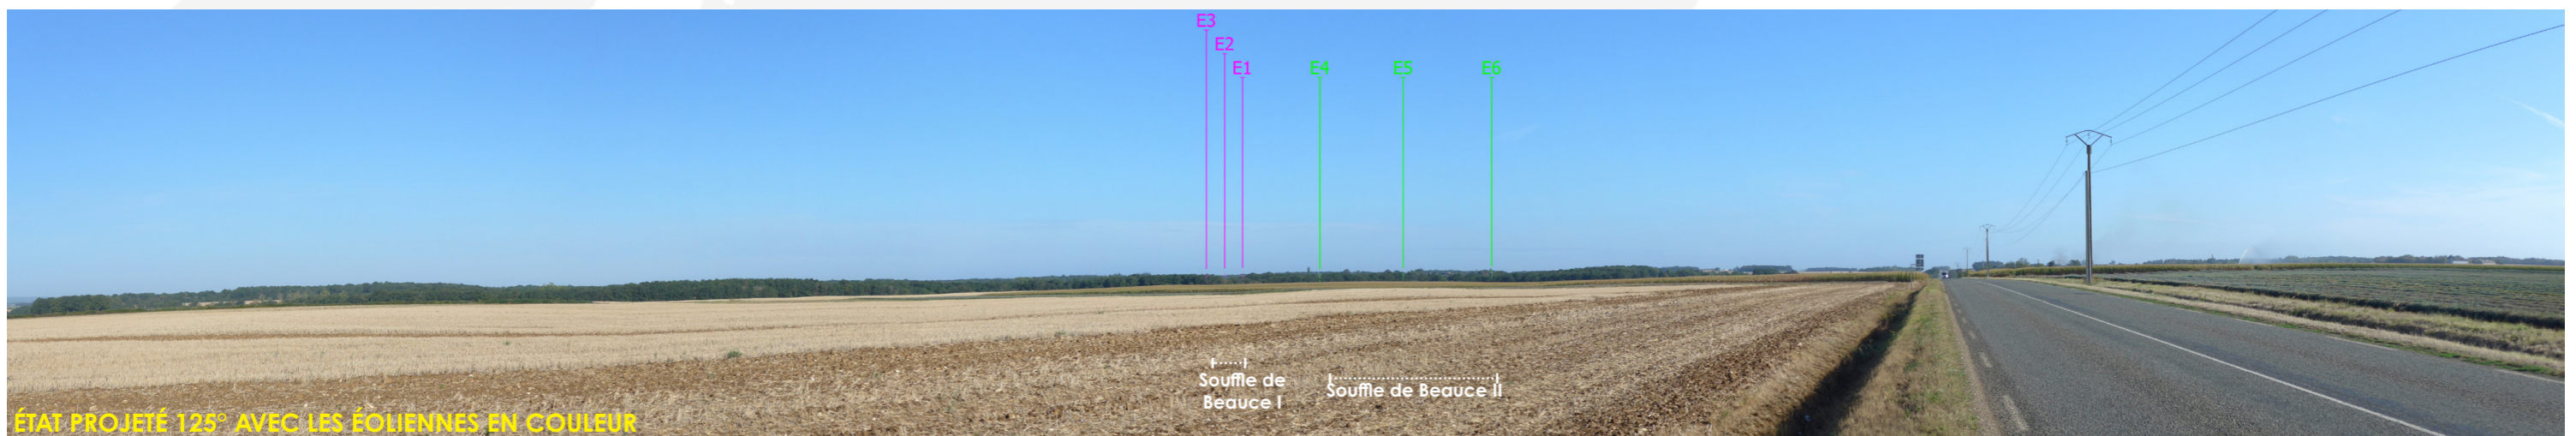 E3
E2
E1
E4
E5
E6
Souffle de
Beauce I
Souffle de Beauce II
ÉTAT PROJETÉ 125° AVEC LES ÉOLIENNES EN COULEUR